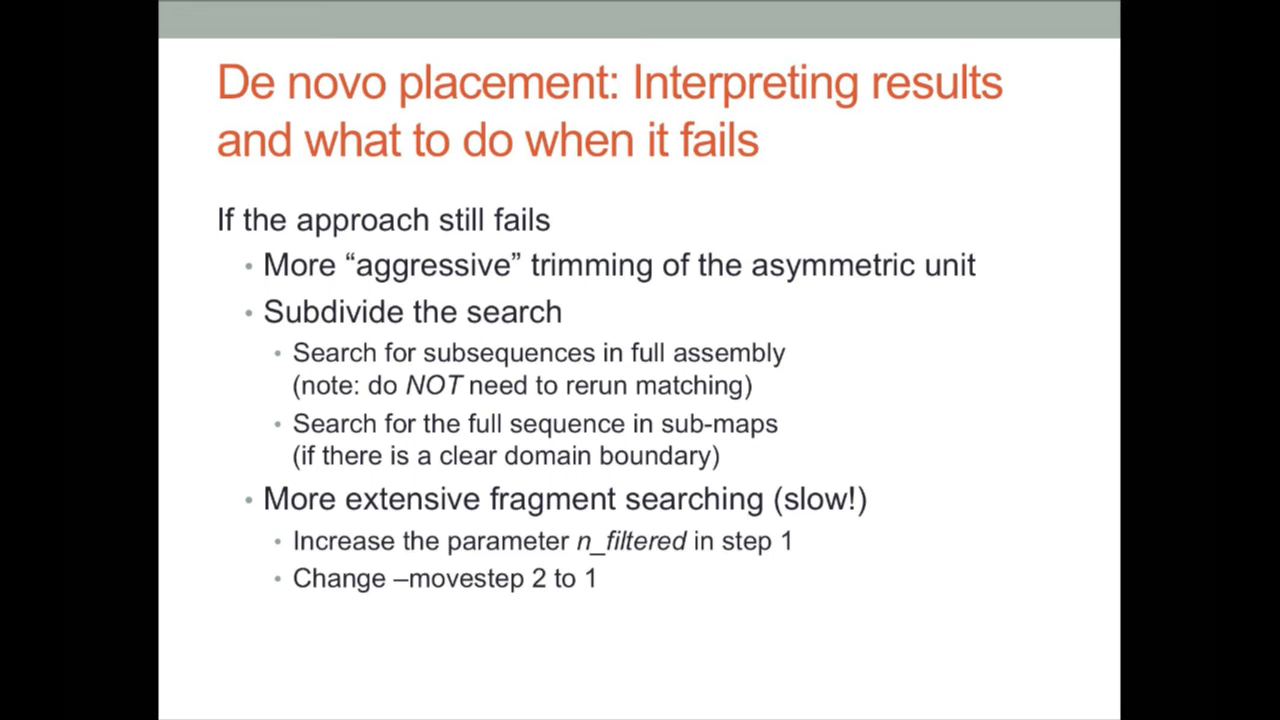 De novo placement: Interpreting results
and what to do when it fails
If the approach still fails
• More “aggressive” trimming of the asymmetric unit
• Subdivide the search
• Search for subsequences in full assembly
(note: do NOT need to rerun matching)
• Search for the full sequence in sub-maps
(if there is a clear domain boundary)
• More extensive fragment searching (slow!)
• Increase the parameter n_filtered in step 1
• Change –movestep 2 to 1